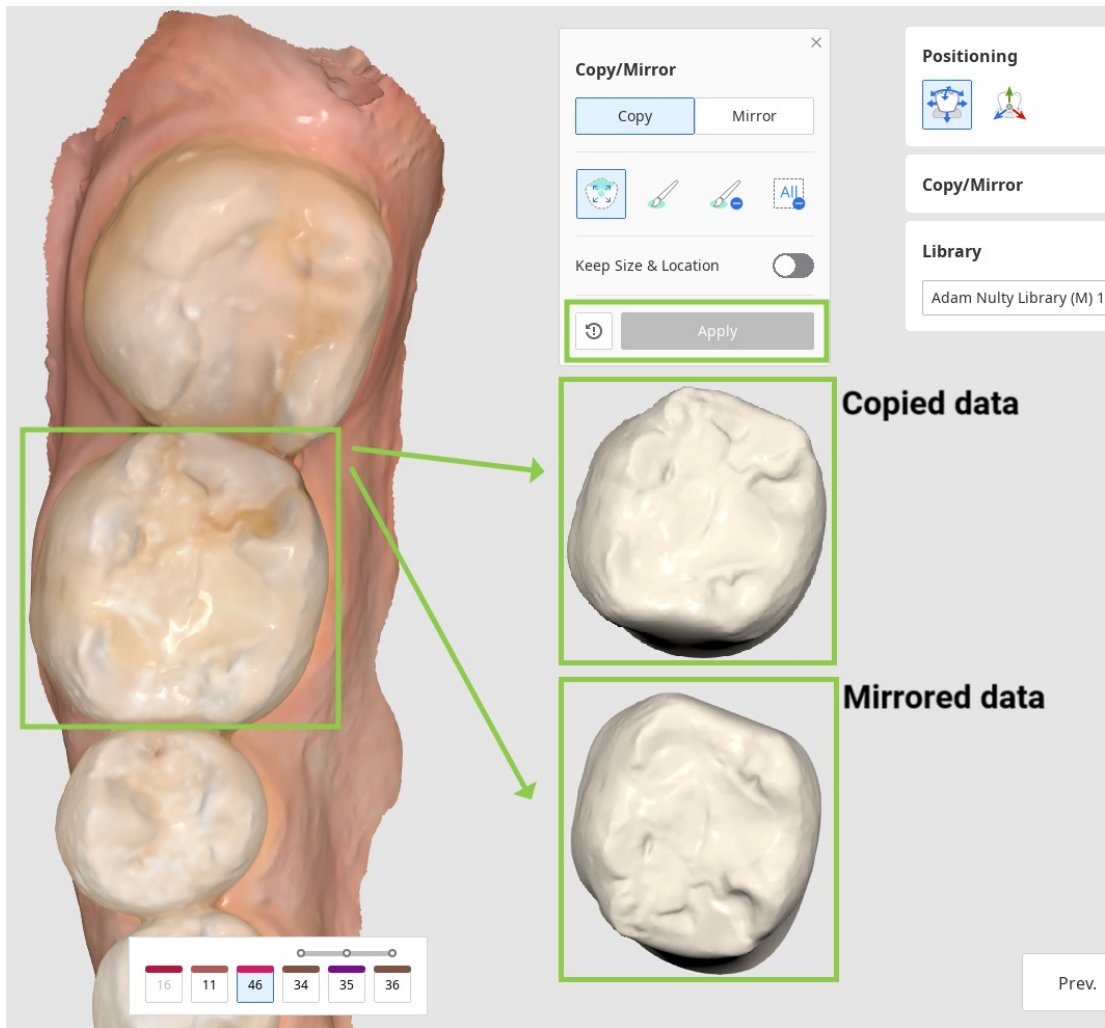 Copy/Mirror
Copy
Mirror
All
Keep Size & Location
Apply
Positioning
Copy/Mirror
Library
Adam Nulty Library (M) 1
Copied data
Mirrored data
16 11 46 34 35 36
Prev.